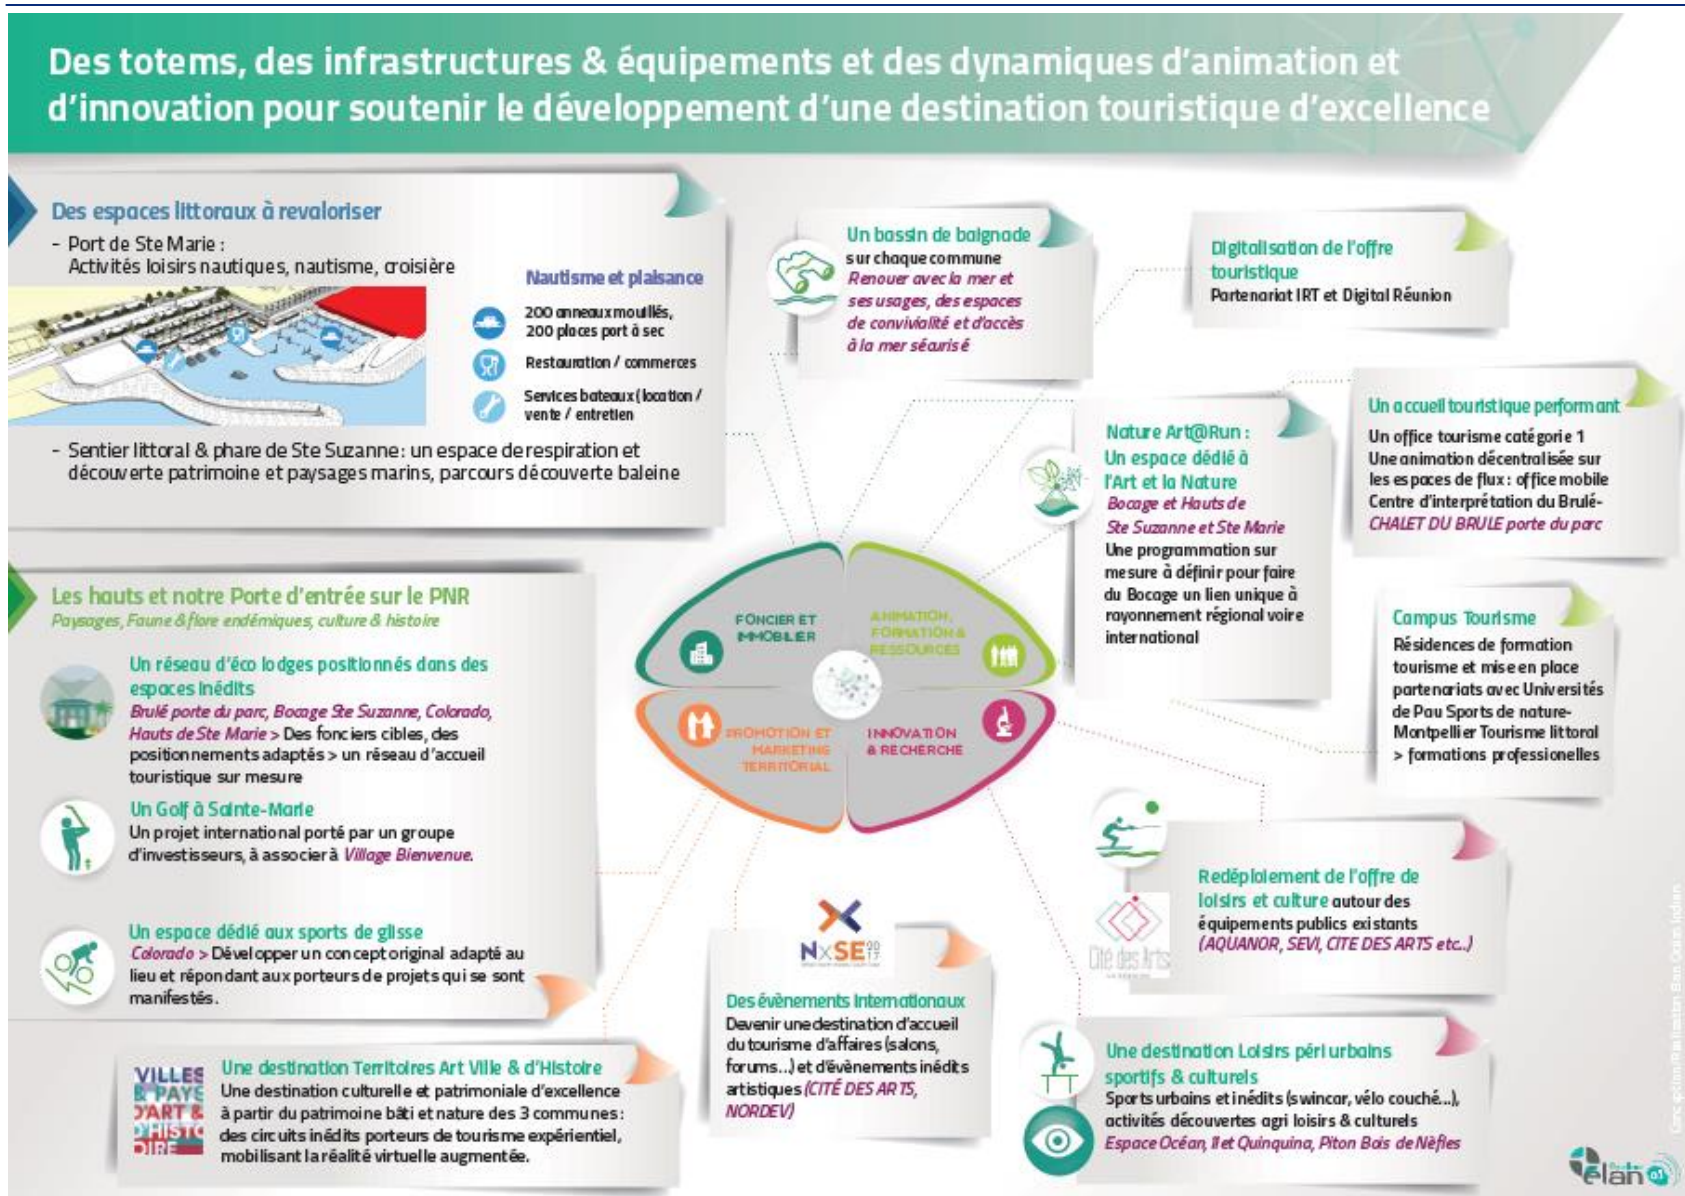 Des totems, des infrastructures & équipements et des dynamiques d'animation et
d'innovation pour soutenir le développement d'une destination touristique d'excellence
Des espaces littoraux à revaloriser
- Port de Ste Marie :
Activités loisirs nautiques, nautisme, croisière
Nautisme et plaisance
200 anneaux mouillés,
200 places port à sec
Restauration / commerces
Services bateaux (location /
vente / entretien
- Sentier littoral & phare de Ste Suzanne: un espace de respiration et
découverte patrimoine et paysages marins, parcours découverte baleine
Un bassin de baignade
sur chaque commune
Renouer avec la mer et
ses usages, des espaces
de convivialité et d'accès
à la mer sécurisé
Digitalisation de l'offre
touristique
Partenariat IRT et Digital Réunion
Nature Art@Run :
Un espace dédié à
l'Art et la Nature
Bocage et Hauts de
Ste Suzanne et Ste Marie
Une programmation sur
mesure à définir pour faire
du Bocage un lien unique à
rayonnement régional voire
international
Un accueil touristique performant
Un office tourisme catégorie 1
Une animation décentralisée sur
les espaces de flux : office mobile
Centre d'interprétation du Brulé-
CHALET DU BRULE porte du parc
Campus Tourisme
Résidences de formation
tourisme et mise en place
partenariats avec Universités
de Pau Sports de nature-
Montpellier Tourisme littoral
> formations professionelles
Les hauts et notre Porte d'entrée sur le PNR
Paysages, Faune & flore endémiques, culture & histoire
Un réseau d'éco lodges positionnés dans des
espaces inédits
Brulé porte du parc, Bocage Ste Suzanne, Colorado,
Hauts de Ste Marie > Des fonciers cibles, des
positionnements adaptés > un réseau d'accueil
touristique sur mesure
Un Golf à Sainte-Marie
Un projet international porté par un groupe
d'investisseurs, à associer à Village Bienvenue.
Un espace dédié aux sports de glisse
Colorado > Développer un concept original adapté au
lieu et répondant aux porteurs de projets qui se sont
manifestés.
FONCIER ET
IMMOBILIER
ANIMATION,
FORMATION &
RESSOURCES
PROMOTION ET
MARKETING
TERRITORIAL
INNOVATION
& RECHERCHE
VILLES
& PAYS
D'ART &
D'HISTO
IRE
Une destination Territoires Art Ville & d'Histoire
Une destination culturelle et patrimoniale d'excellence
à partir du patrimoine bâti et nature des 3 communes :
des circuits inédits porteurs de tourisme expérientiel,
mobilisant la réalité virtuelle augmentée.
NxSE 2017
Des évènements Internationaux
Devenir une destination d'accueil
du tourisme d'affaires (salons,
forums...) et d'évènements inédits
artistiques (CITÉ DES ARTS,
NORDEV)
Cité des Arts
Redéploiement de l'offre de
loisirs et culture autour des
équipements publics existants
(AQUANOR, SEVI, CITE DES ARTS etc..)
Une destination Loisirs péri urbains
sportifs & culturels
Sports urbains et inédits (swincar, vélo couché...),
activités découvertes agri loisirs & culturels
Espace Océan, Ilet Quinquina, Piton Bois de Nèfles
élan